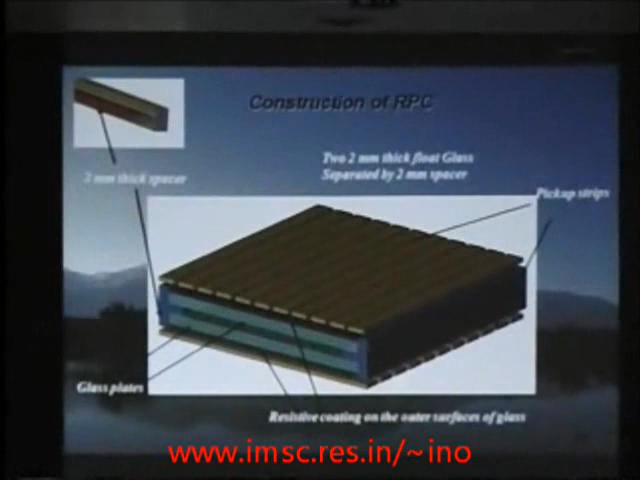 Construction of RPC
2 mm thick spacer
Two 2 mm thick float Glass
Separated by 2 mm spacer
Pickup strips
Glass plates
Resistive coating on the outer surfaces of glass
www.imsc.res.in/~ino